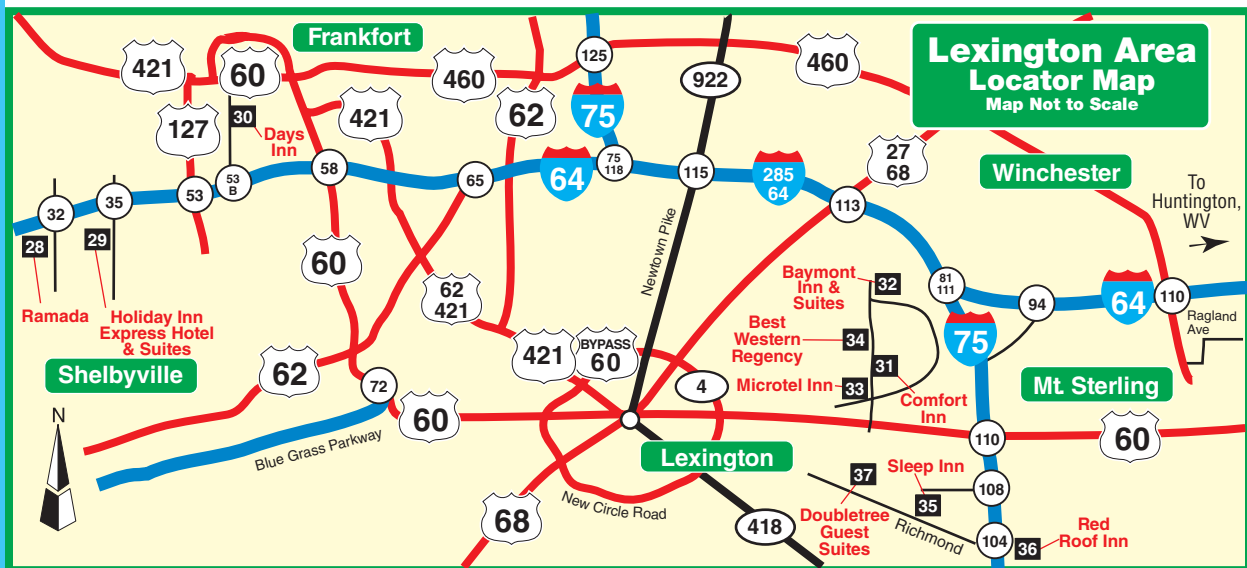 Lexington Area
Locator Map
Map Not to Scale
Frankfort
421
60
460
125
922
460
75
127
30
Days
Inn
421
62
27
68
Winchester
58
64
75
118
115
285
64
53
B
65
To
Huntington,
WV
32
35
53
113
28
29
Newtown Pike
60
Ramada
Holiday Inn
Express Hotel
& Suites
62
421
Baymont
Inn &
Suites
32
81
111
94
64
110
Ragland
Ave
Best
Western
Regency
34
75
421
BYPASS
60
Shelbyville
62
31
Microtel Inn
33
Comfort
Inn
Mt. Sterling
72
4
N
60
110
60
Blue Grass Parkway
Lexington
Sleep Inn
37
108
35
New Circle Road
68
418
Doubletree
Guest
Suites
Richmond
104
36
Red
Roof Inn